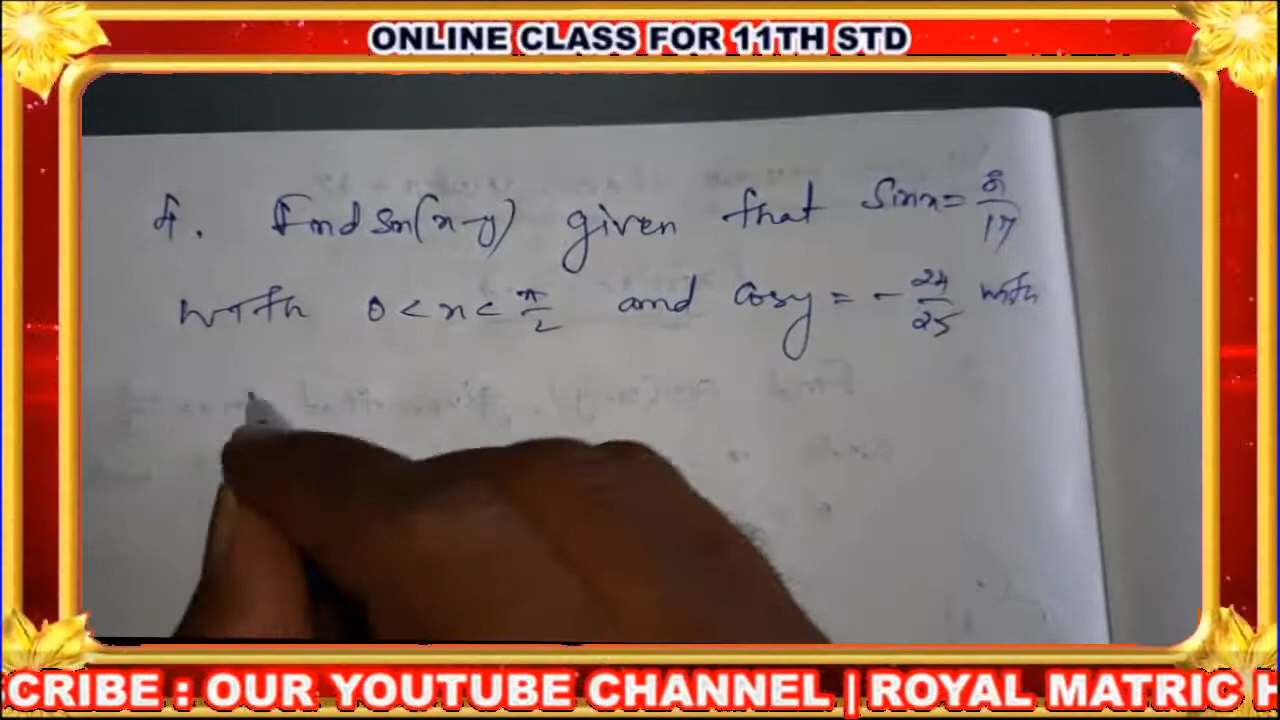 ONLINE CLASS FOR 11TH STD
4. Find Sin(x-y) given that Sinx = 8/17
with 0 < x < π/2 and Cosy = -24/25 with
CRIBE : OUR YOUTUBE CHANNEL | ROYAL MATRIC H